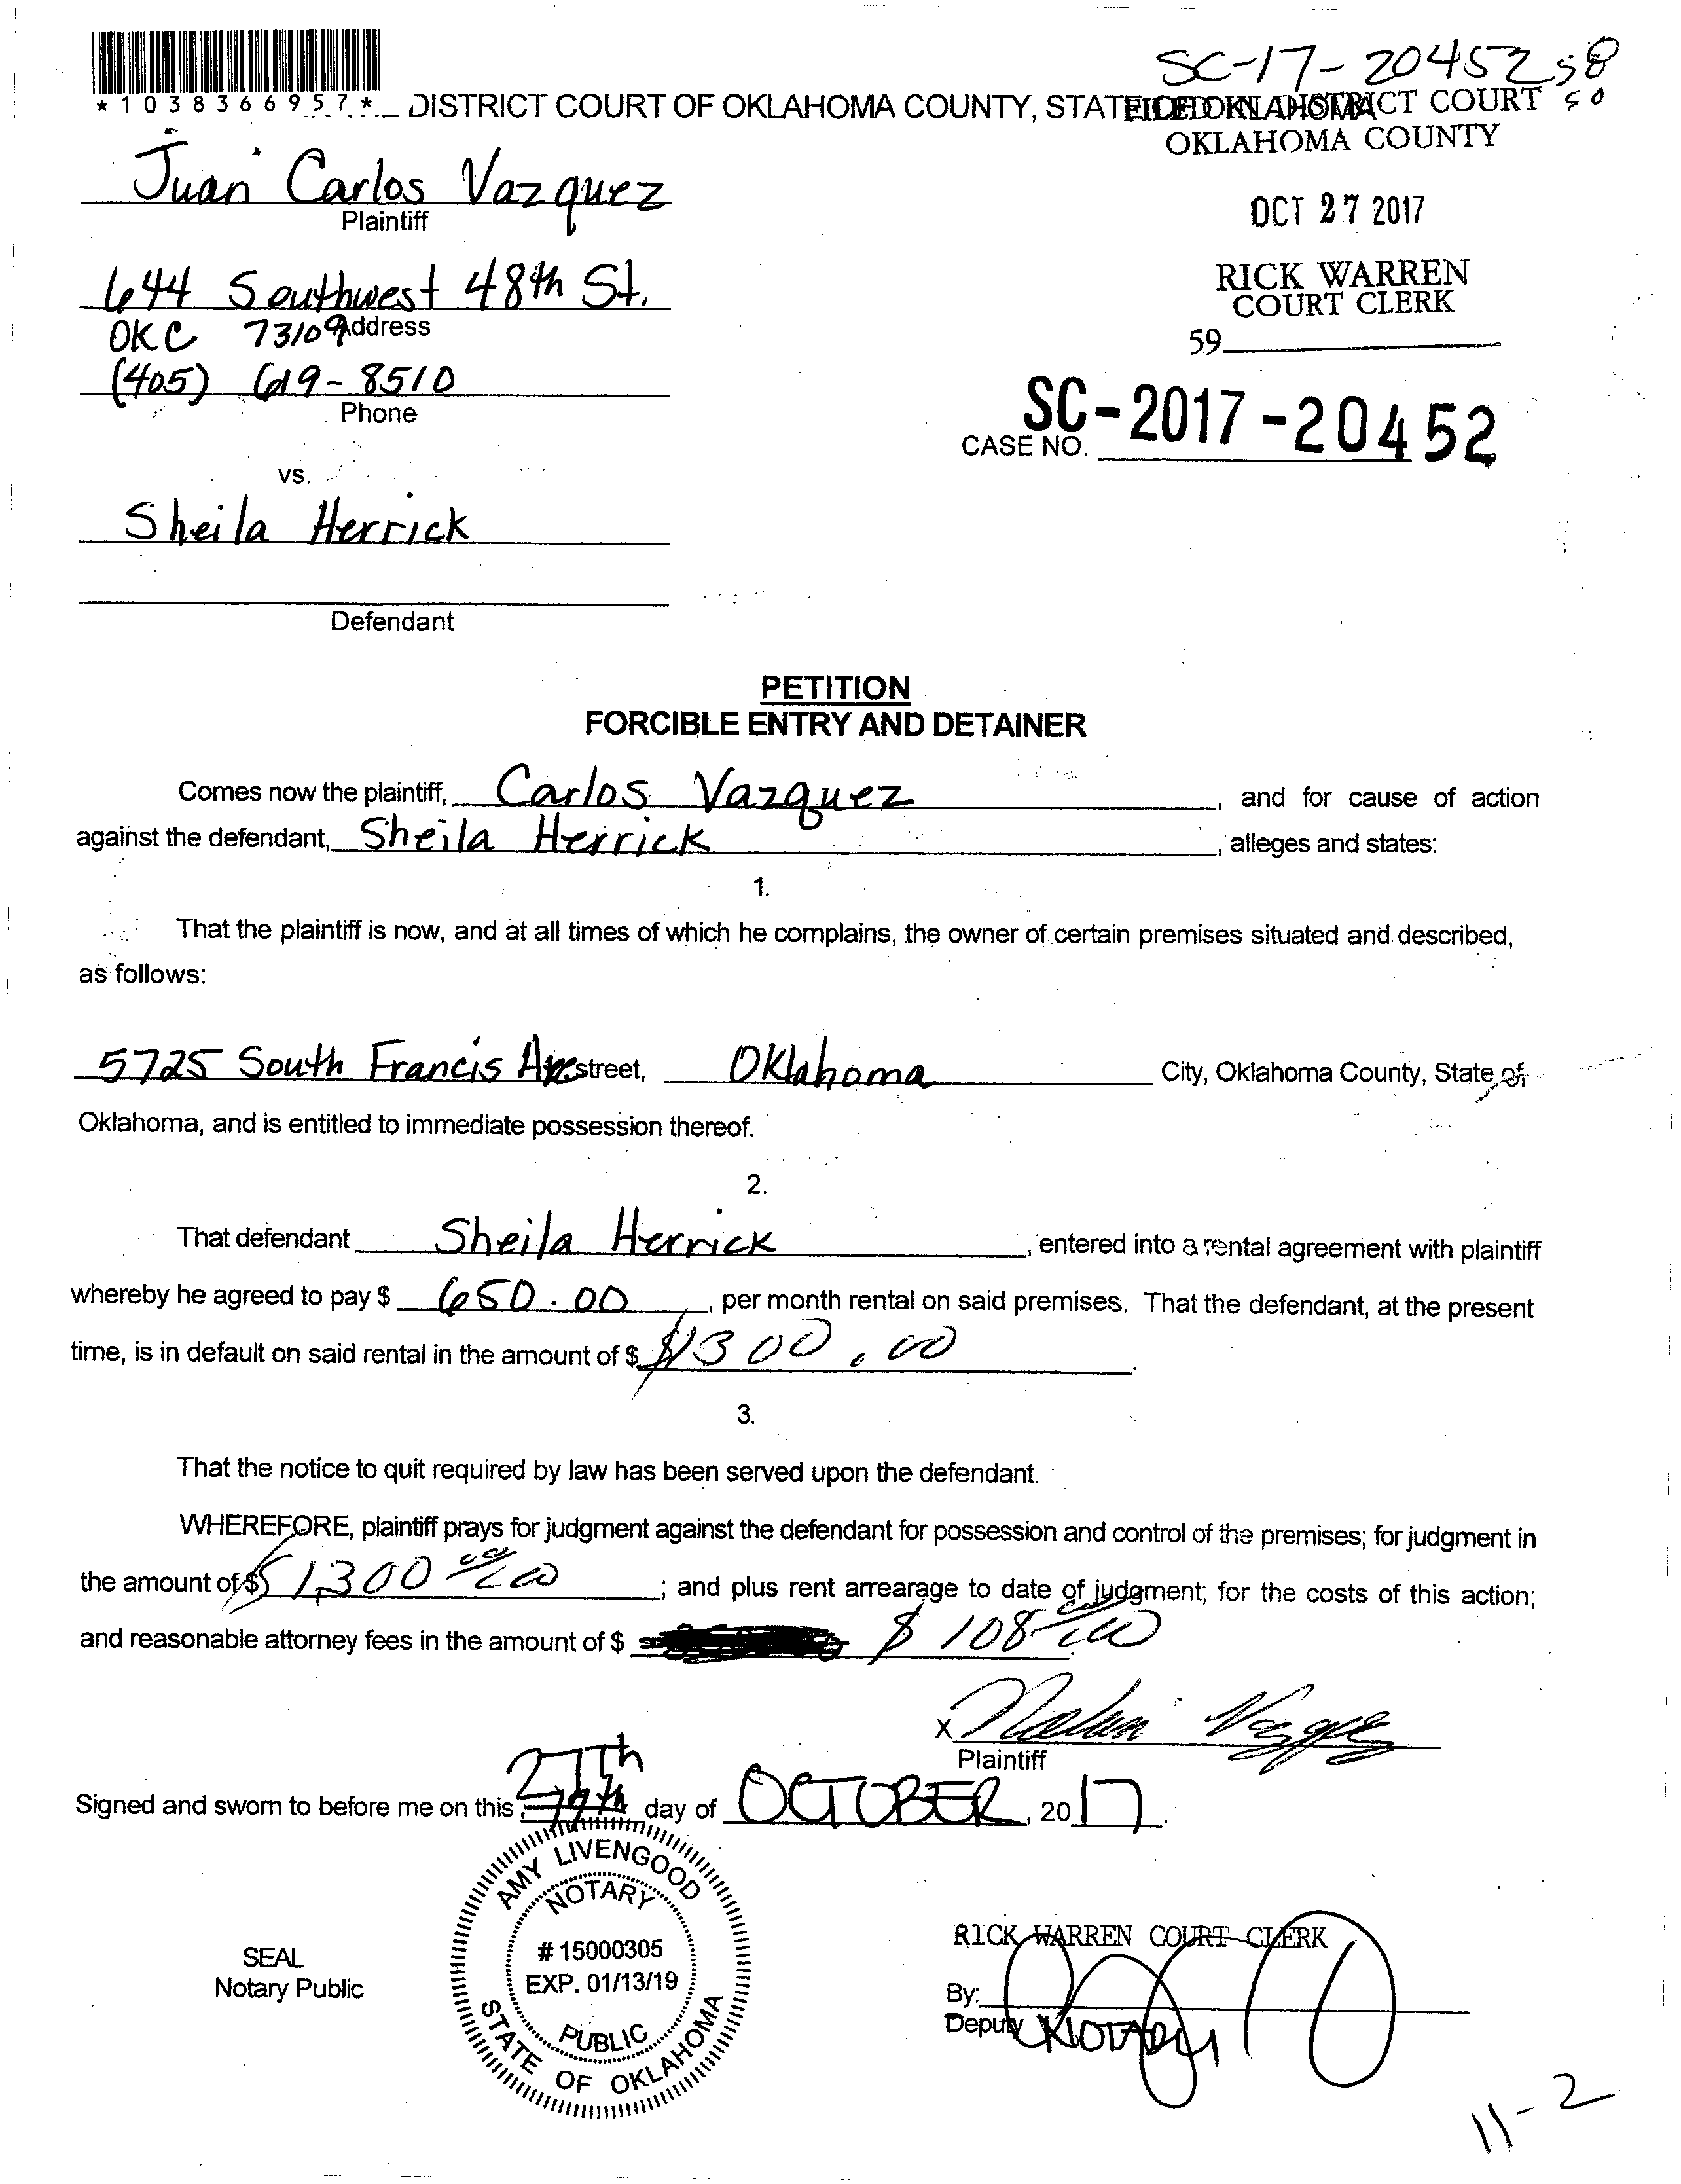 SC-17-20452 58
*1038366957* DISTRICT COURT OF OKLAHOMA COUNTY, STATE OF OKLAHOMA
FILED IN DISTRICT COURT
OKLAHOMA COUNTY
Juan Carlos Vazquez
Plaintiff
OCT 27 2017
644 Southwest 48th St.
Address
OKC 73109
RICK WARREN
COURT CLERK
59
(405) 619-8510
Phone
SC-2017-20452
CASE NO.
vs.
Sheila Herrick
Defendant
PETITION
FORCIBLE ENTRY AND DETAINER
Comes now the plaintiff, Carlos Vazquez, and for cause of action
against the defendant, Sheila Herrick, alleges and states:
1.
That the plaintiff is now, and at all times of which he complains, the owner of certain premises situated and described,
as follows:
5725 South Francis Ave street, Oklahoma City, Oklahoma County, State of
Oklahoma, and is entitled to immediate possession thereof.
2.
That defendant Sheila Herrick, entered into a rental agreement with plaintiff
whereby he agreed to pay $ 650.00, per month rental on said premises. That the defendant, at the present
time, is in default on said rental in the amount of $ $1300.00.
3.
That the notice to quit required by law has been served upon the defendant.
WHEREFORE, plaintiff prays for judgment against the defendant for possession and control of the premises; for judgment in
the amount of $ $1,300 00/00; and plus rent arrearage to date of judgment; for the costs of this action;
and reasonable attorney fees in the amount of $ $ 108
X
Plaintiff
Signed and sworn to before me on this 27Th day of OCTOBER, 2017.
AMY LIVENGOOD
NOTARY
# 15000305
EXP. 01/13/19
PUBLIC
STATE OF OKLAHOMA
SEAL
Notary Public
RICK WARREN COURT CLERK
By:
Deputy NOTARY
11-2